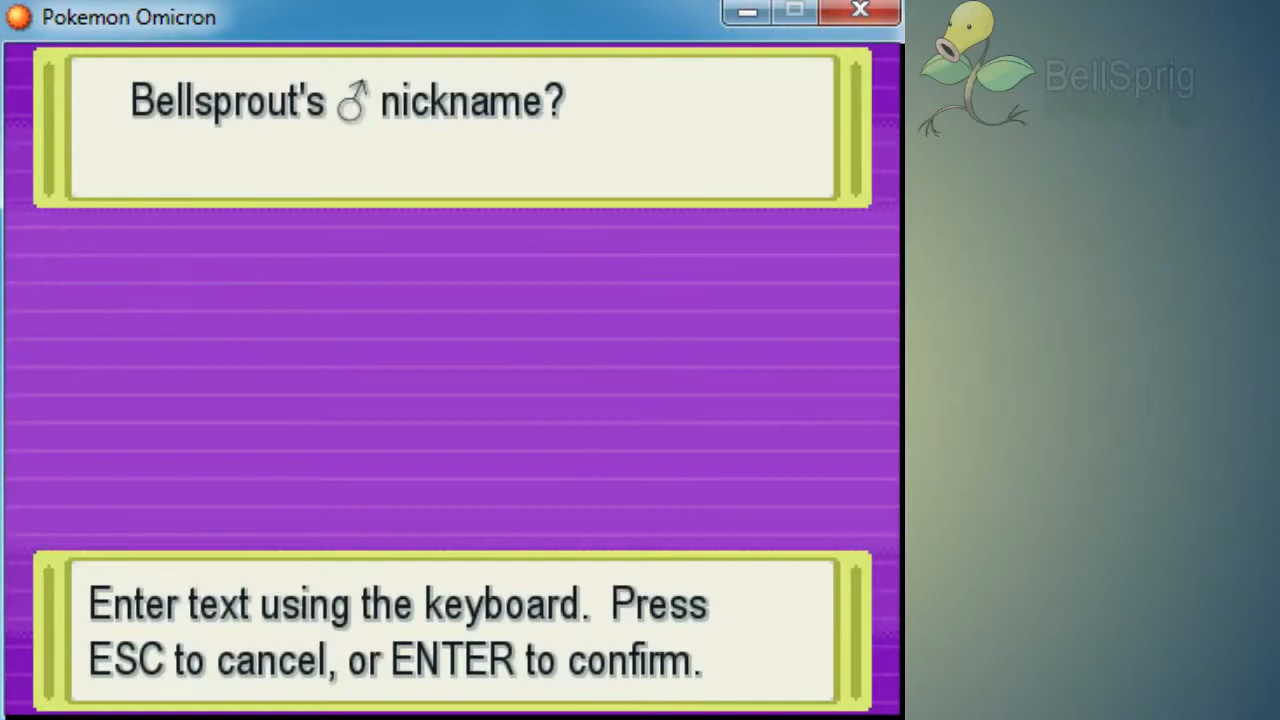 Pokemon Omicron
Bellsprout's ♂ nickname?
BellSprig
Enter text using the keyboard. Press
ESC to cancel, or ENTER to confirm.